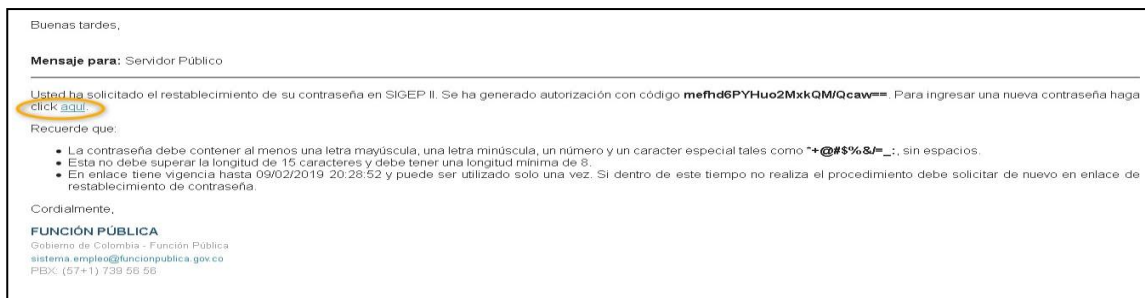 Buenas tardes,
Mensaje para: Servidor Público
Usted ha solicitado el restablecimiento de su contraseña en SIGEP II. Se ha generado autorización con código mefhd6PYHuo2MxkQM/Qcaw==. Para ingresar una nueva contraseña haga
click aquí.
Recuerde que:
• La contraseña debe contener al menos una letra mayúscula, una letra minúscula, un número y un caracter especial tales como "+@#$%&/=_:, sin espacios.
• Esta no debe superar la longitud de 15 caracteres y debe tener una longitud mínima de 8.
• En enlace tiene vigencia hasta 09/02/2019 20:28:52 y puede ser utilizado solo una vez. Si dentro de este tiempo no realiza el procedimiento debe solicitar de nuevo en enlace de
restablecimiento de contraseña.
Cordialmente,
FUNCIÓN PÚBLICA
Gobierno de Colombia - Función Pública
sistema.empleo@funcionpublica.gov.co
PBX: (57+1) 739 56 56